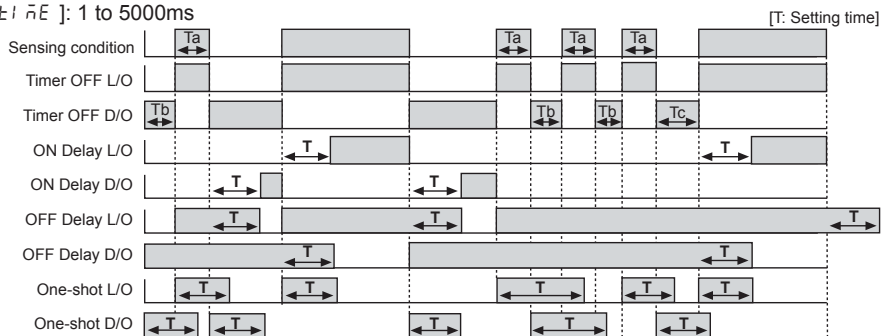 ]: 1 to 5000ms
[T: Setting time]
Sensing condition Ta Ta Ta Ta
Timer OFF L/O
Timer OFF D/O Tb Tb Tb Tc
ON Delay L/O T T
ON Delay D/O T T
OFF Delay L/O T T T
OFF Delay D/O T T
One-shot L/O T T T T T
One-shot D/O T T T T T